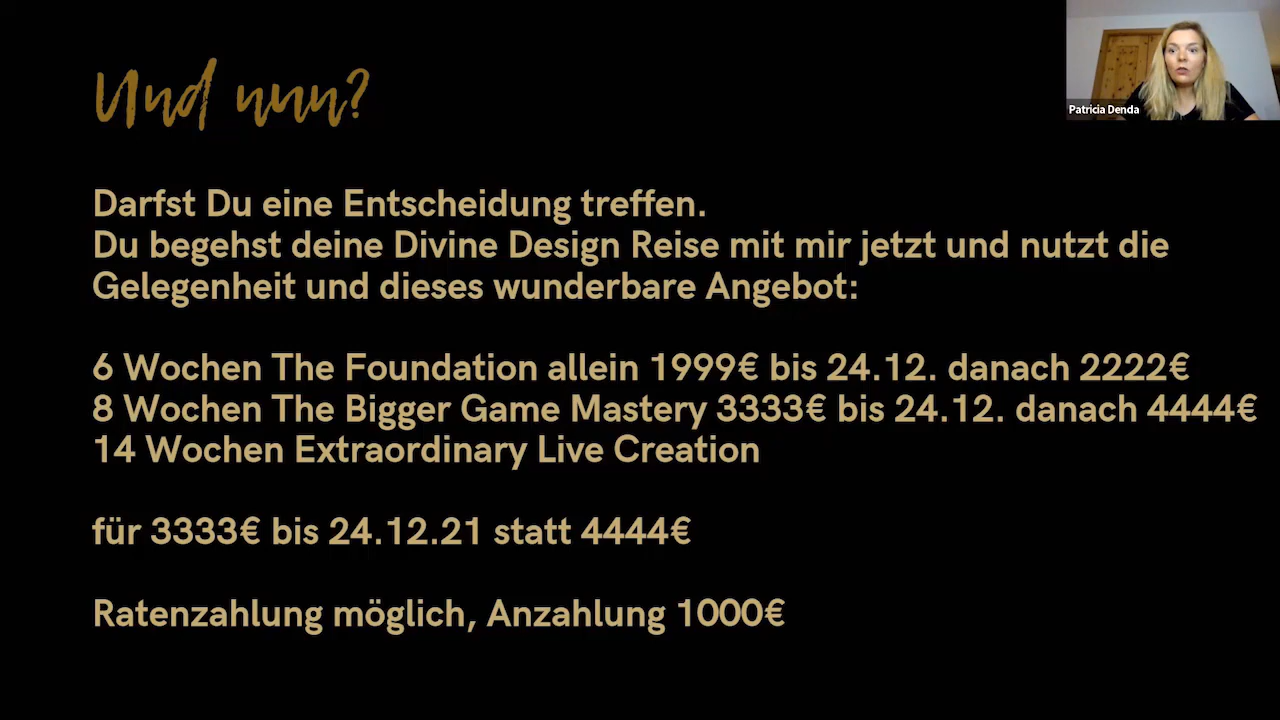 Und nun?
Patricia Denda
Darfst Du eine Entscheidung treffen.
Du begehst deine Divine Design Reise mit mir jetzt und nutzt die
Gelegenheit und dieses wunderbare Angebot:
6 Wochen The Foundation allein 1999€ bis 24.12. danach 2222€
8 Wochen The Bigger Game Mastery 3333€ bis 24.12. danach 4444€
14 Wochen Extraordinary Live Creation
für 3333€ bis 24.12.21 statt 4444€
Ratenzahlung möglich, Anzahlung 1000€